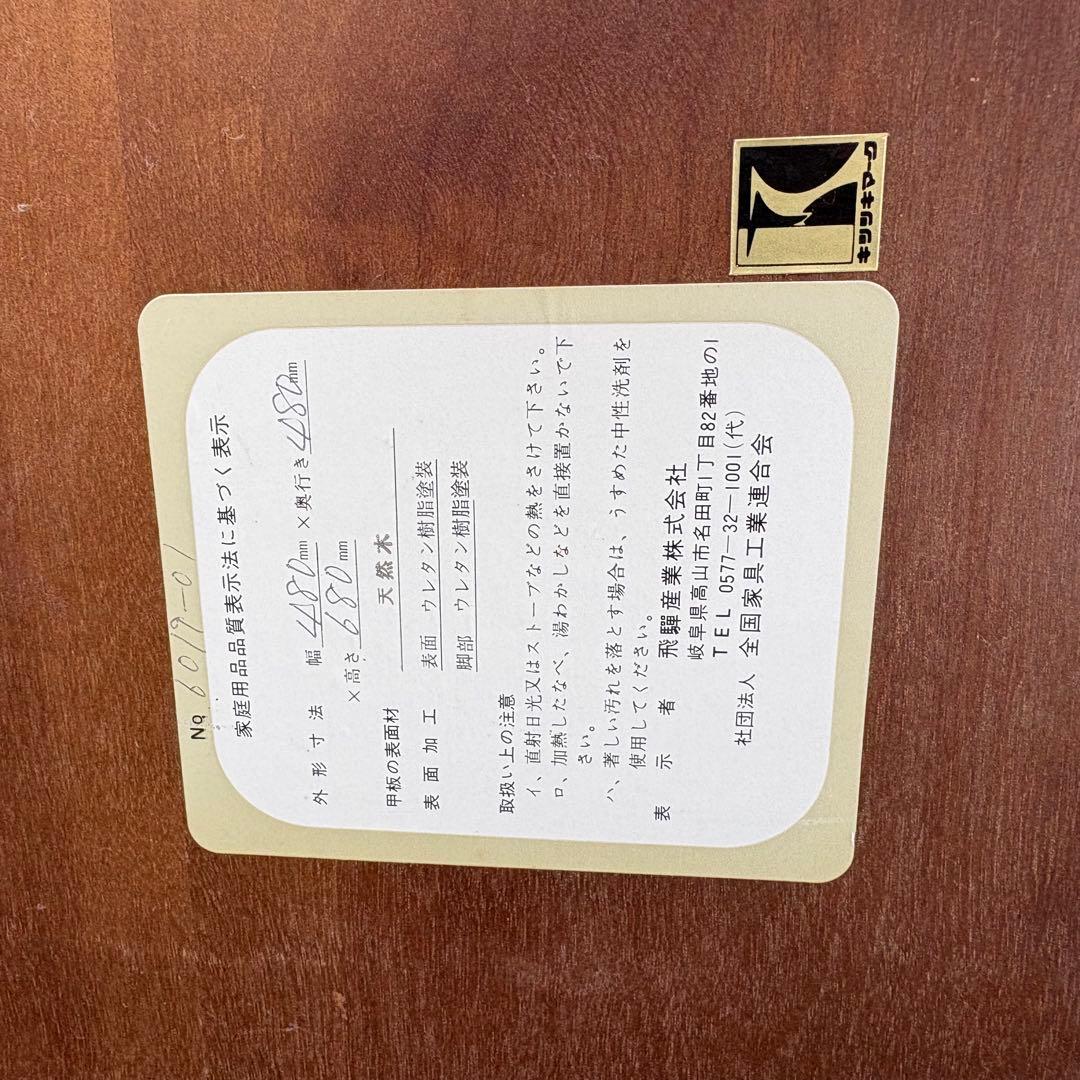 No 6019-01
家庭用品品質表示法に基づく表示
外形寸法 幅 480mm×奥行き480mm
×高さ 680mm
甲板の表面材 天然木
表面加工 表面 ウレタン樹脂塗装
脚部 ウレタン樹脂塗装
取扱い上の注意
イ、直射日光又はストーブなどの熱をさけて下さい。
ロ、加熱したなべ、湯わかしなどを直接置かないで下
さい。
ハ、著しい汚れを落とす場合は、うすめた中性洗剤を
使用してください。
表示者 飛驒産業株式会社
岐阜県高山市名田町1丁目82番地の1
TEL 0577-32-1001(代)
社団法人 全国家具工業連合会
キツツキマーク